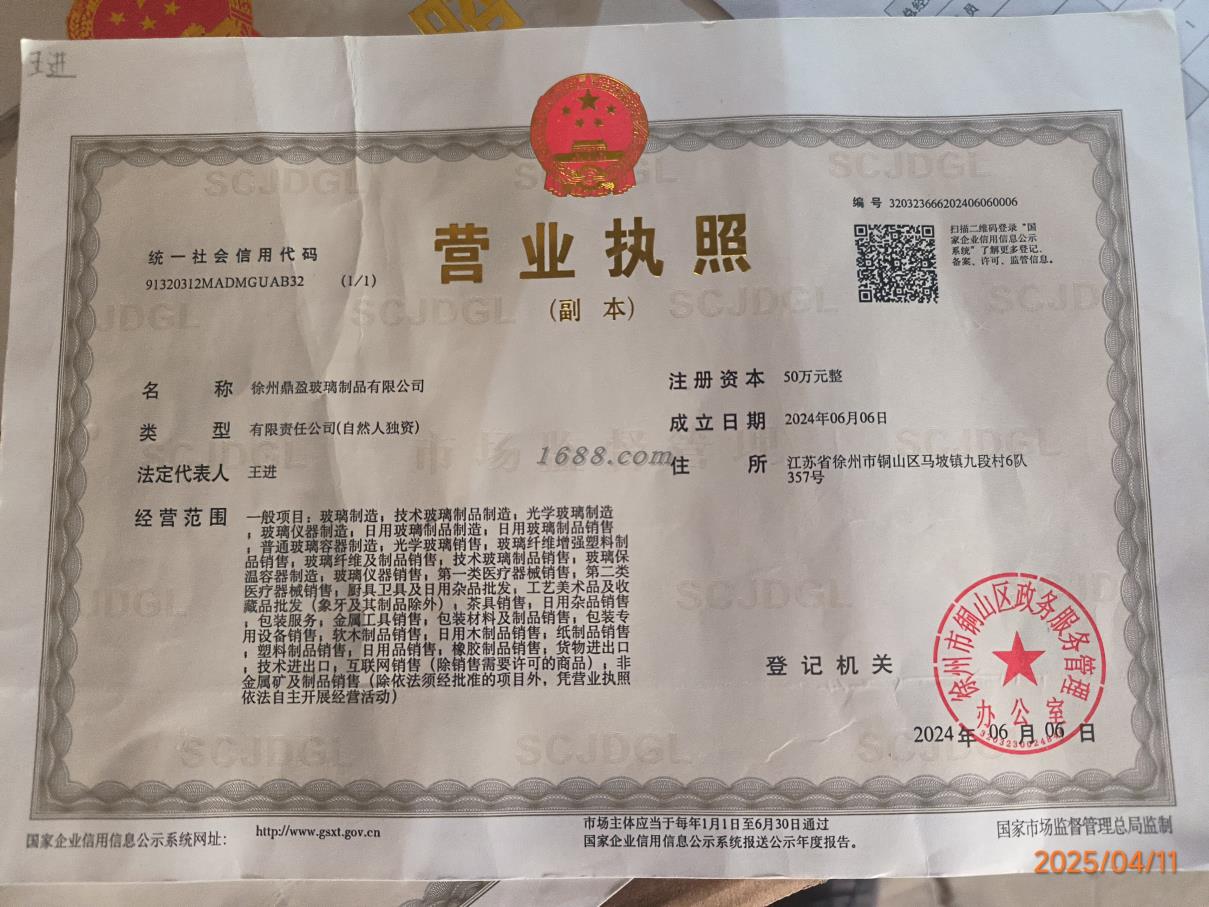 王进
编号 320323666202406060006
统一社会信用代码
91320312MADMGUAB32 (1/1)
营业执照
(副 本)
扫描二维码登录“国
家企业信用信息公示
系统”了解更多登记、
备案、许可、监管信息。
名 称 徐州鼎盈玻璃制品有限公司
类 型 有限责任公司(自然人独资)
法定代表人 王进
经营范围 一般项目：玻璃制造；技术玻璃制品制造；光学玻璃制造
；玻璃仪器制造；日用玻璃制品制造；日用玻璃制品销售
；普通玻璃容器制造；光学玻璃销售；玻璃纤维增强塑料制
品销售；玻璃纤维及制品销售；技术玻璃制品销售；玻璃保
温容器制造；玻璃仪器销售；第一类医疗器械销售；第二类
医疗器械销售；厨具卫具及日用杂品批发；工艺美术品及收
藏品批发（象牙及其制品除外）；茶具销售；日用杂品销售
；包装服务；金属工具销售；包装材料及制品销售；包装专
用设备销售；软木制品销售；日用木制品销售；纸制品销售
；塑料制品销售；日用品销售；橡胶制品销售；货物进出口
；技术进出口；互联网销售（除销售需要许可的商品）；非
金属矿及制品销售（除依法须经批准的项目外，凭营业执照
依法自主开展经营活动）
注册资本 50万元整
成立日期 2024年06月06日
住 所 江苏省徐州市铜山区马坡镇九段村6队
357号
1688.com
登记机关
徐州市铜山区政务服务管理
办公室
2024年 06月 06日
国家企业信用信息公示系统网址：
http://www.gsxt.gov.cn
市场主体应当于每年1月1日至6月30日通过
国家企业信用信息公示系统报送公示年度报告。
国家市场监督管理总局监制
2025/04/11